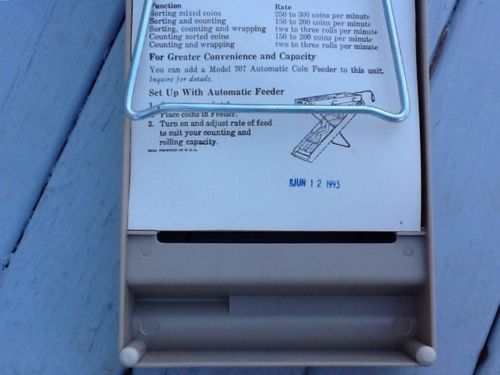 Function Rate
Sorting mixed coins 250 to 300 coins per minute
Sorting and counting 150 to 200 coins per minute
Sorting, counting and wrapping two to three rolls per minute
Counting sorted coins 150 to 200 coins per minute
Counting and wrapping two to three rolls per minute
For Greater Convenience and Capacity
You can add a Model 707 Automatic Coin Feeder to this unit.
Inquire for details.
Set Up With Automatic Feeder
1.
2. Place coins in Feeder.
3. Turn on and adjust rate of feed
to suit your counting and
rolling capacity.
PRINTED IN U.S.A.
JUN 12 1993